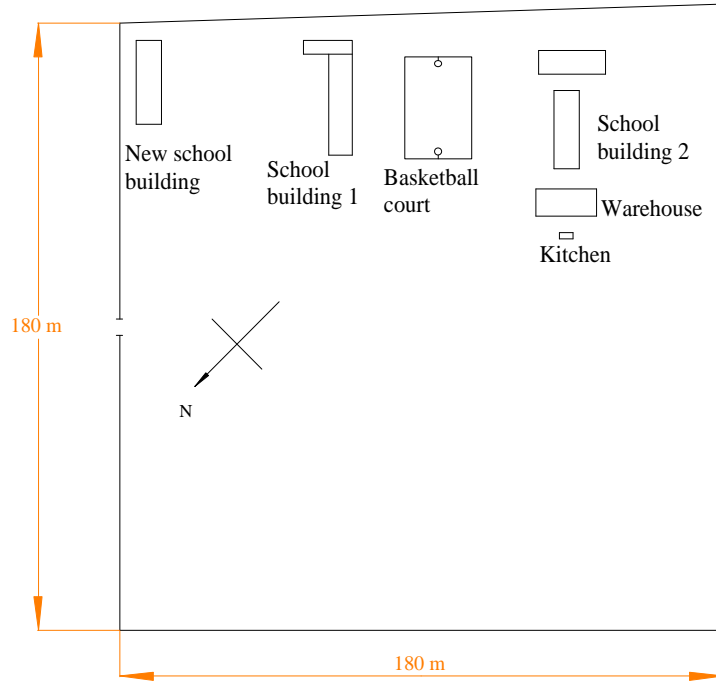 New school
building
School
building 1
Basketball
court
School
building 2
Warehouse
Kitchen
180 m
N
180 m